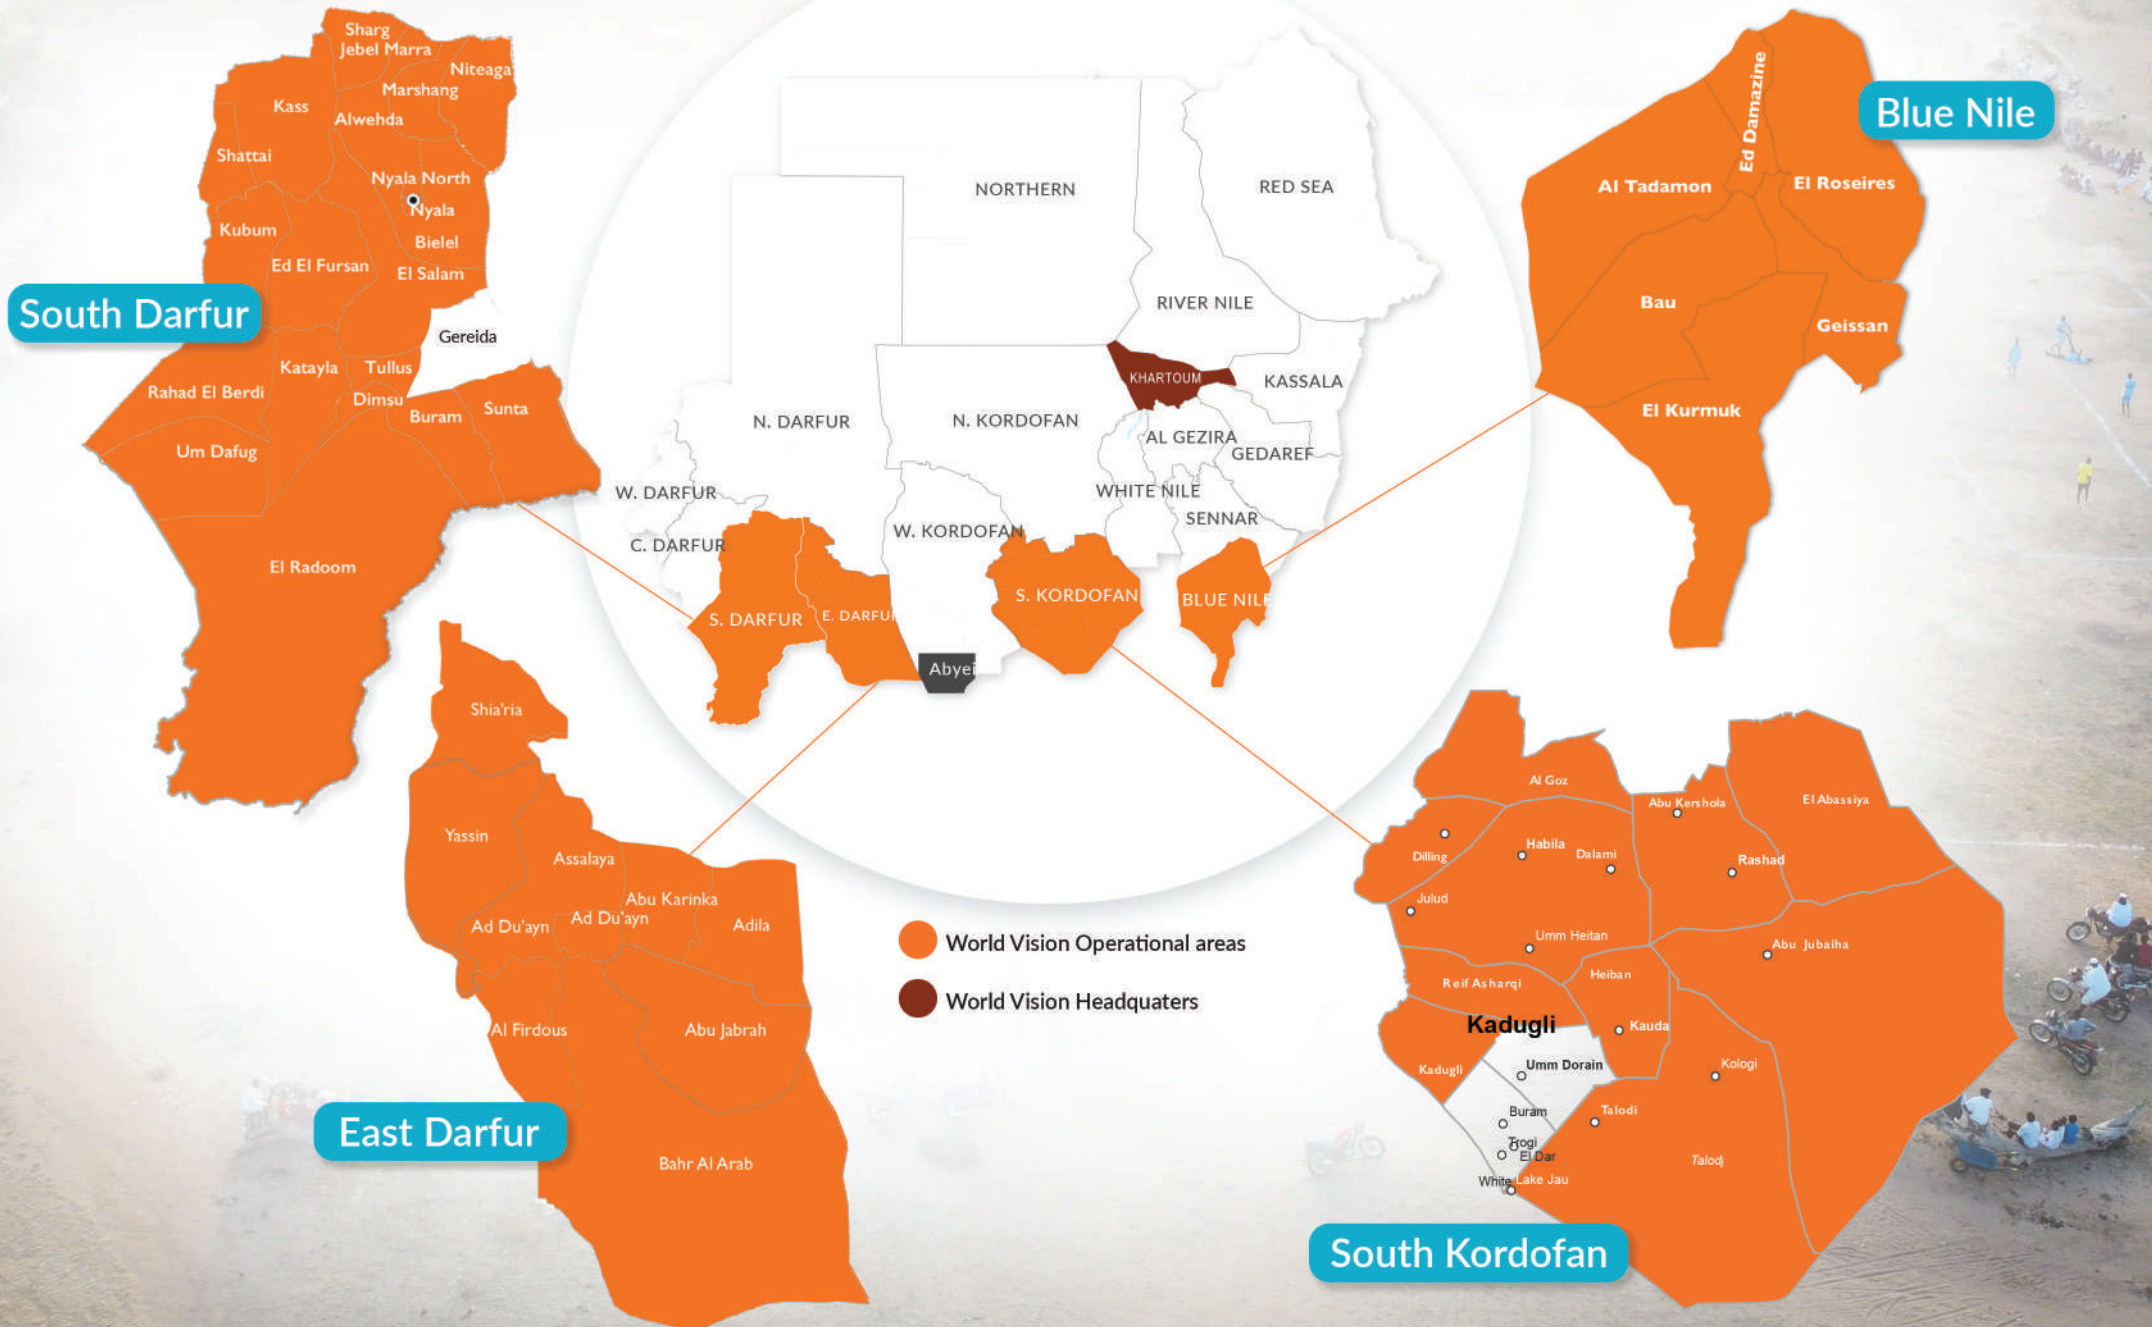 Sharg
Jebel Marra
Niteaga
Marshang
Kass
Alwehda
Shattai
Nyala North
Nyala
Kubum
Bielel
Ed El Fursan
El Salam
South Darfur
Gereida
Katayla
Tullus
Rahad El Berdi
Dimsu
Buram
Sunta
Um Dafug
El Radoom
NORTHERN
RED SEA
RIVER NILE
KHARTOUM
KASSALA
N. DARFUR
N. KORDOFAN
AL GEZIRA
GEDAREF
W. DARFUR
WHITE NILE
SENNAR
W. KORDOFAN
C. DARFUR
S. KORDOFAN
BLUE NILE
S. DARFUR
E. DARFUR
Abyei
Blue Nile
Ed Damazine
Al Tadamon
El Roseires
Bau
Geissan
El Kurmuk
Shia'ria
Yassin
Assalaya
Abu Karinka
Ad Du'ayn
Ad Du'ayn
Adila
Al Firdous
Abu Jabrah
East Darfur
Bahr Al Arab
World Vision Operational areas
World Vision Headquaters
Al Goz
Abu Kershola
El Abassiya
Habila
Dalami
Dilling
Rashad
Julud
Umm Heitan
Abu Jubaiha
Heiban
Reif Asharqi
Kadugli
Kauda
Kadugli
Umm Dorain
Kologi
Buram
Talodi
Trogi
El Dar
Talodj
White Lake Jau
South Kordofan